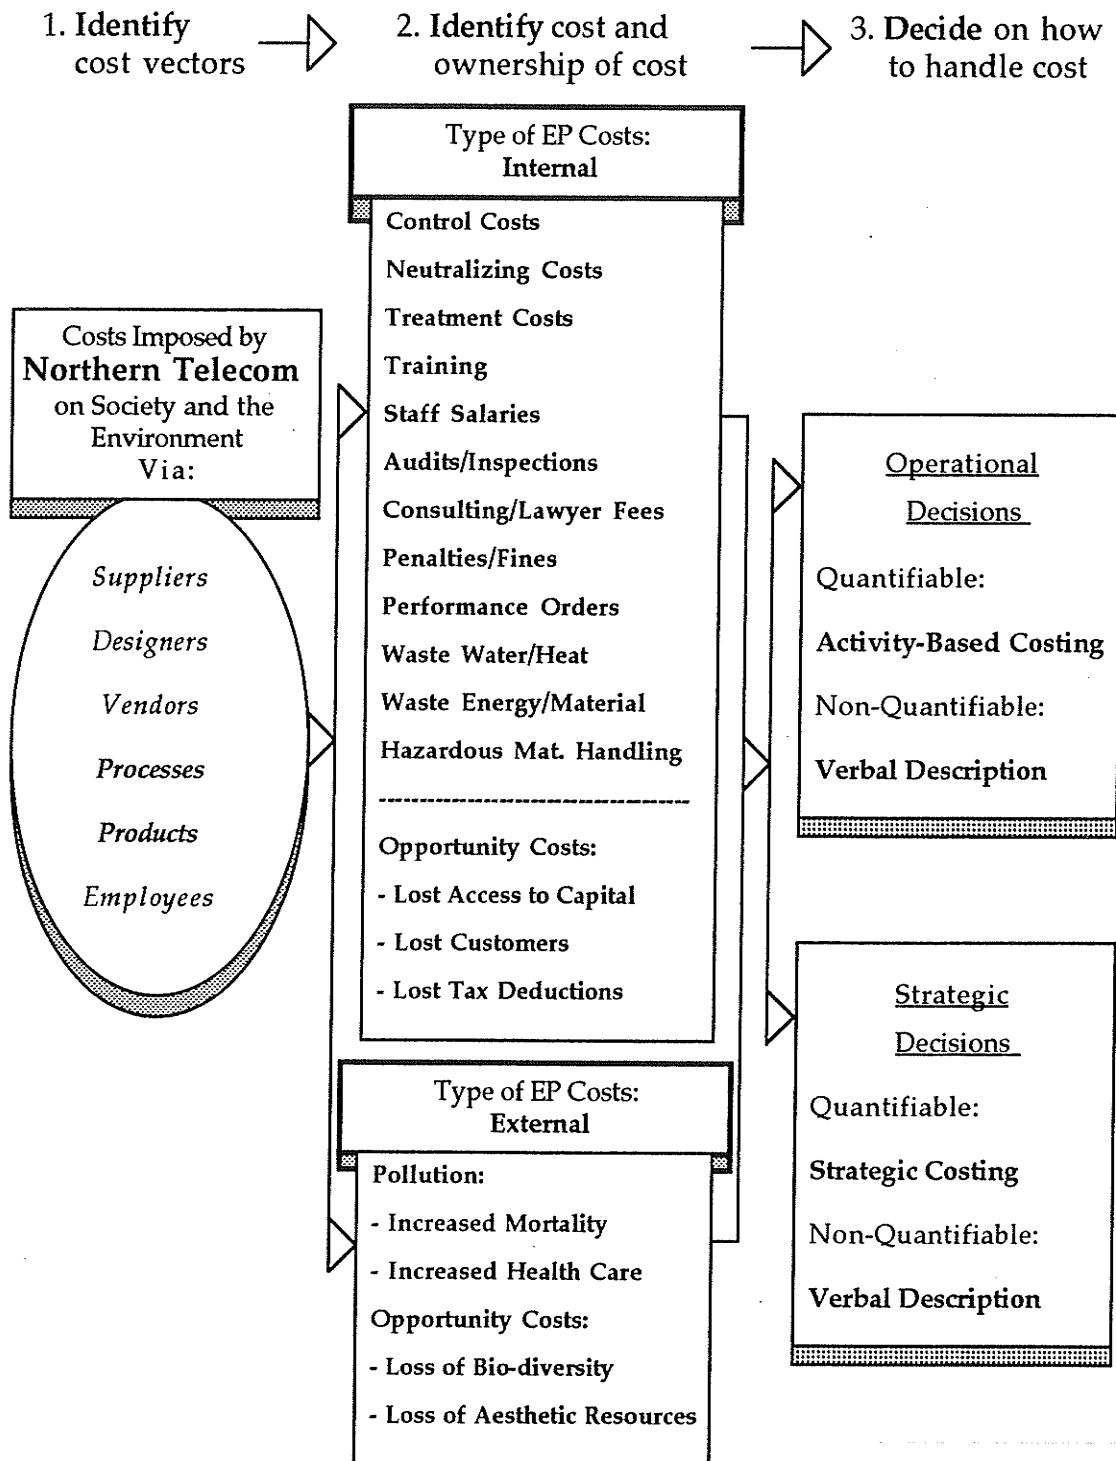 1. Identify
cost vectors
2. Identify cost and
ownership of cost
3. Decide on how
to handle cost
Costs Imposed by
Northern Telecom
on Society and the
Environment
Via:
Suppliers
Designers
Vendors
Processes
Products
Employees
Type of EP Costs:
Internal
Control Costs
Neutralizing Costs
Treatment Costs
Training
Staff Salaries
Audits/Inspections
Consulting/Lawyer Fees
Penalties/Fines
Performance Orders
Waste Water/Heat
Waste Energy/Material
Hazardous Mat. Handling
Opportunity Costs:
- Lost Access to Capital
- Lost Customers
- Lost Tax Deductions
Type of EP Costs:
External
Pollution:
- Increased Mortality
- Increased Health Care
Opportunity Costs:
- Loss of Bio-diversity
- Loss of Aesthetic Resources
Operational
Decisions
Quantifiable:
Activity-Based Costing
Non-Quantifiable:
Verbal Description
Strategic
Decisions
Quantifiable:
Strategic Costing
Non-Quantifiable:
Verbal Description